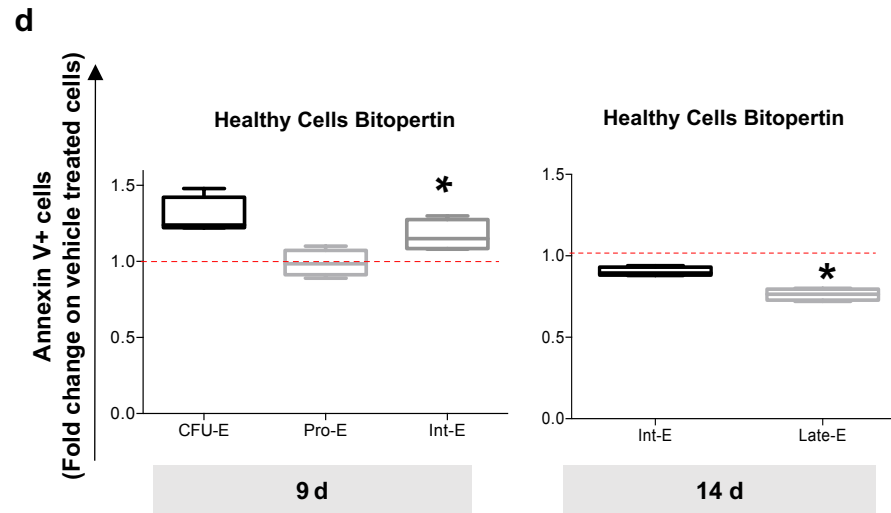 d
Annexin V+ cells
(Fold change on vehicle treated cells)
Healthy Cells Bitopertin
1.5
1.0
0.5
0.0
*
CFU-E
Pro-E
Int-E
9 d
Healthy Cells Bitopertin
1.5
1.0
0.5
0.0
*
Int-E
Late-E
14 d